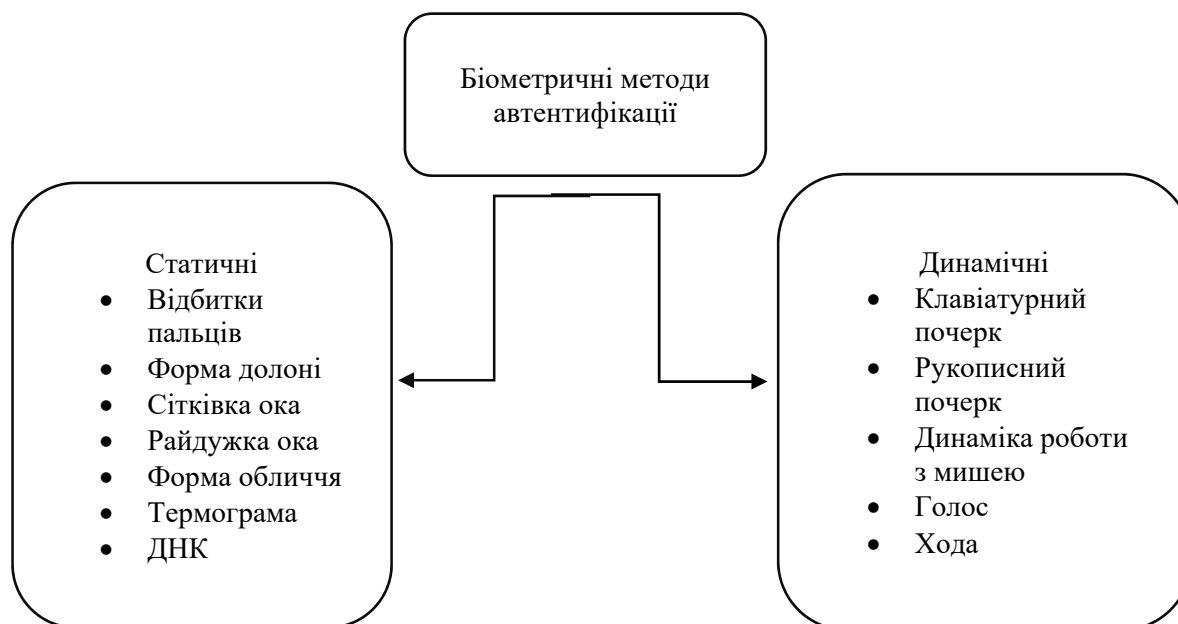 Біометричні методи
автентифікації
Статичні
• Відбитки
пальців
• Форма долоні
• Сітківка ока
• Райдужка ока
• Форма обличчя
• Термограма
• ДНК
Динамічні
• Клавіатурний
почерк
• Рукописний
почерк
• Динаміка роботи
з мишею
• Голос
• Хода